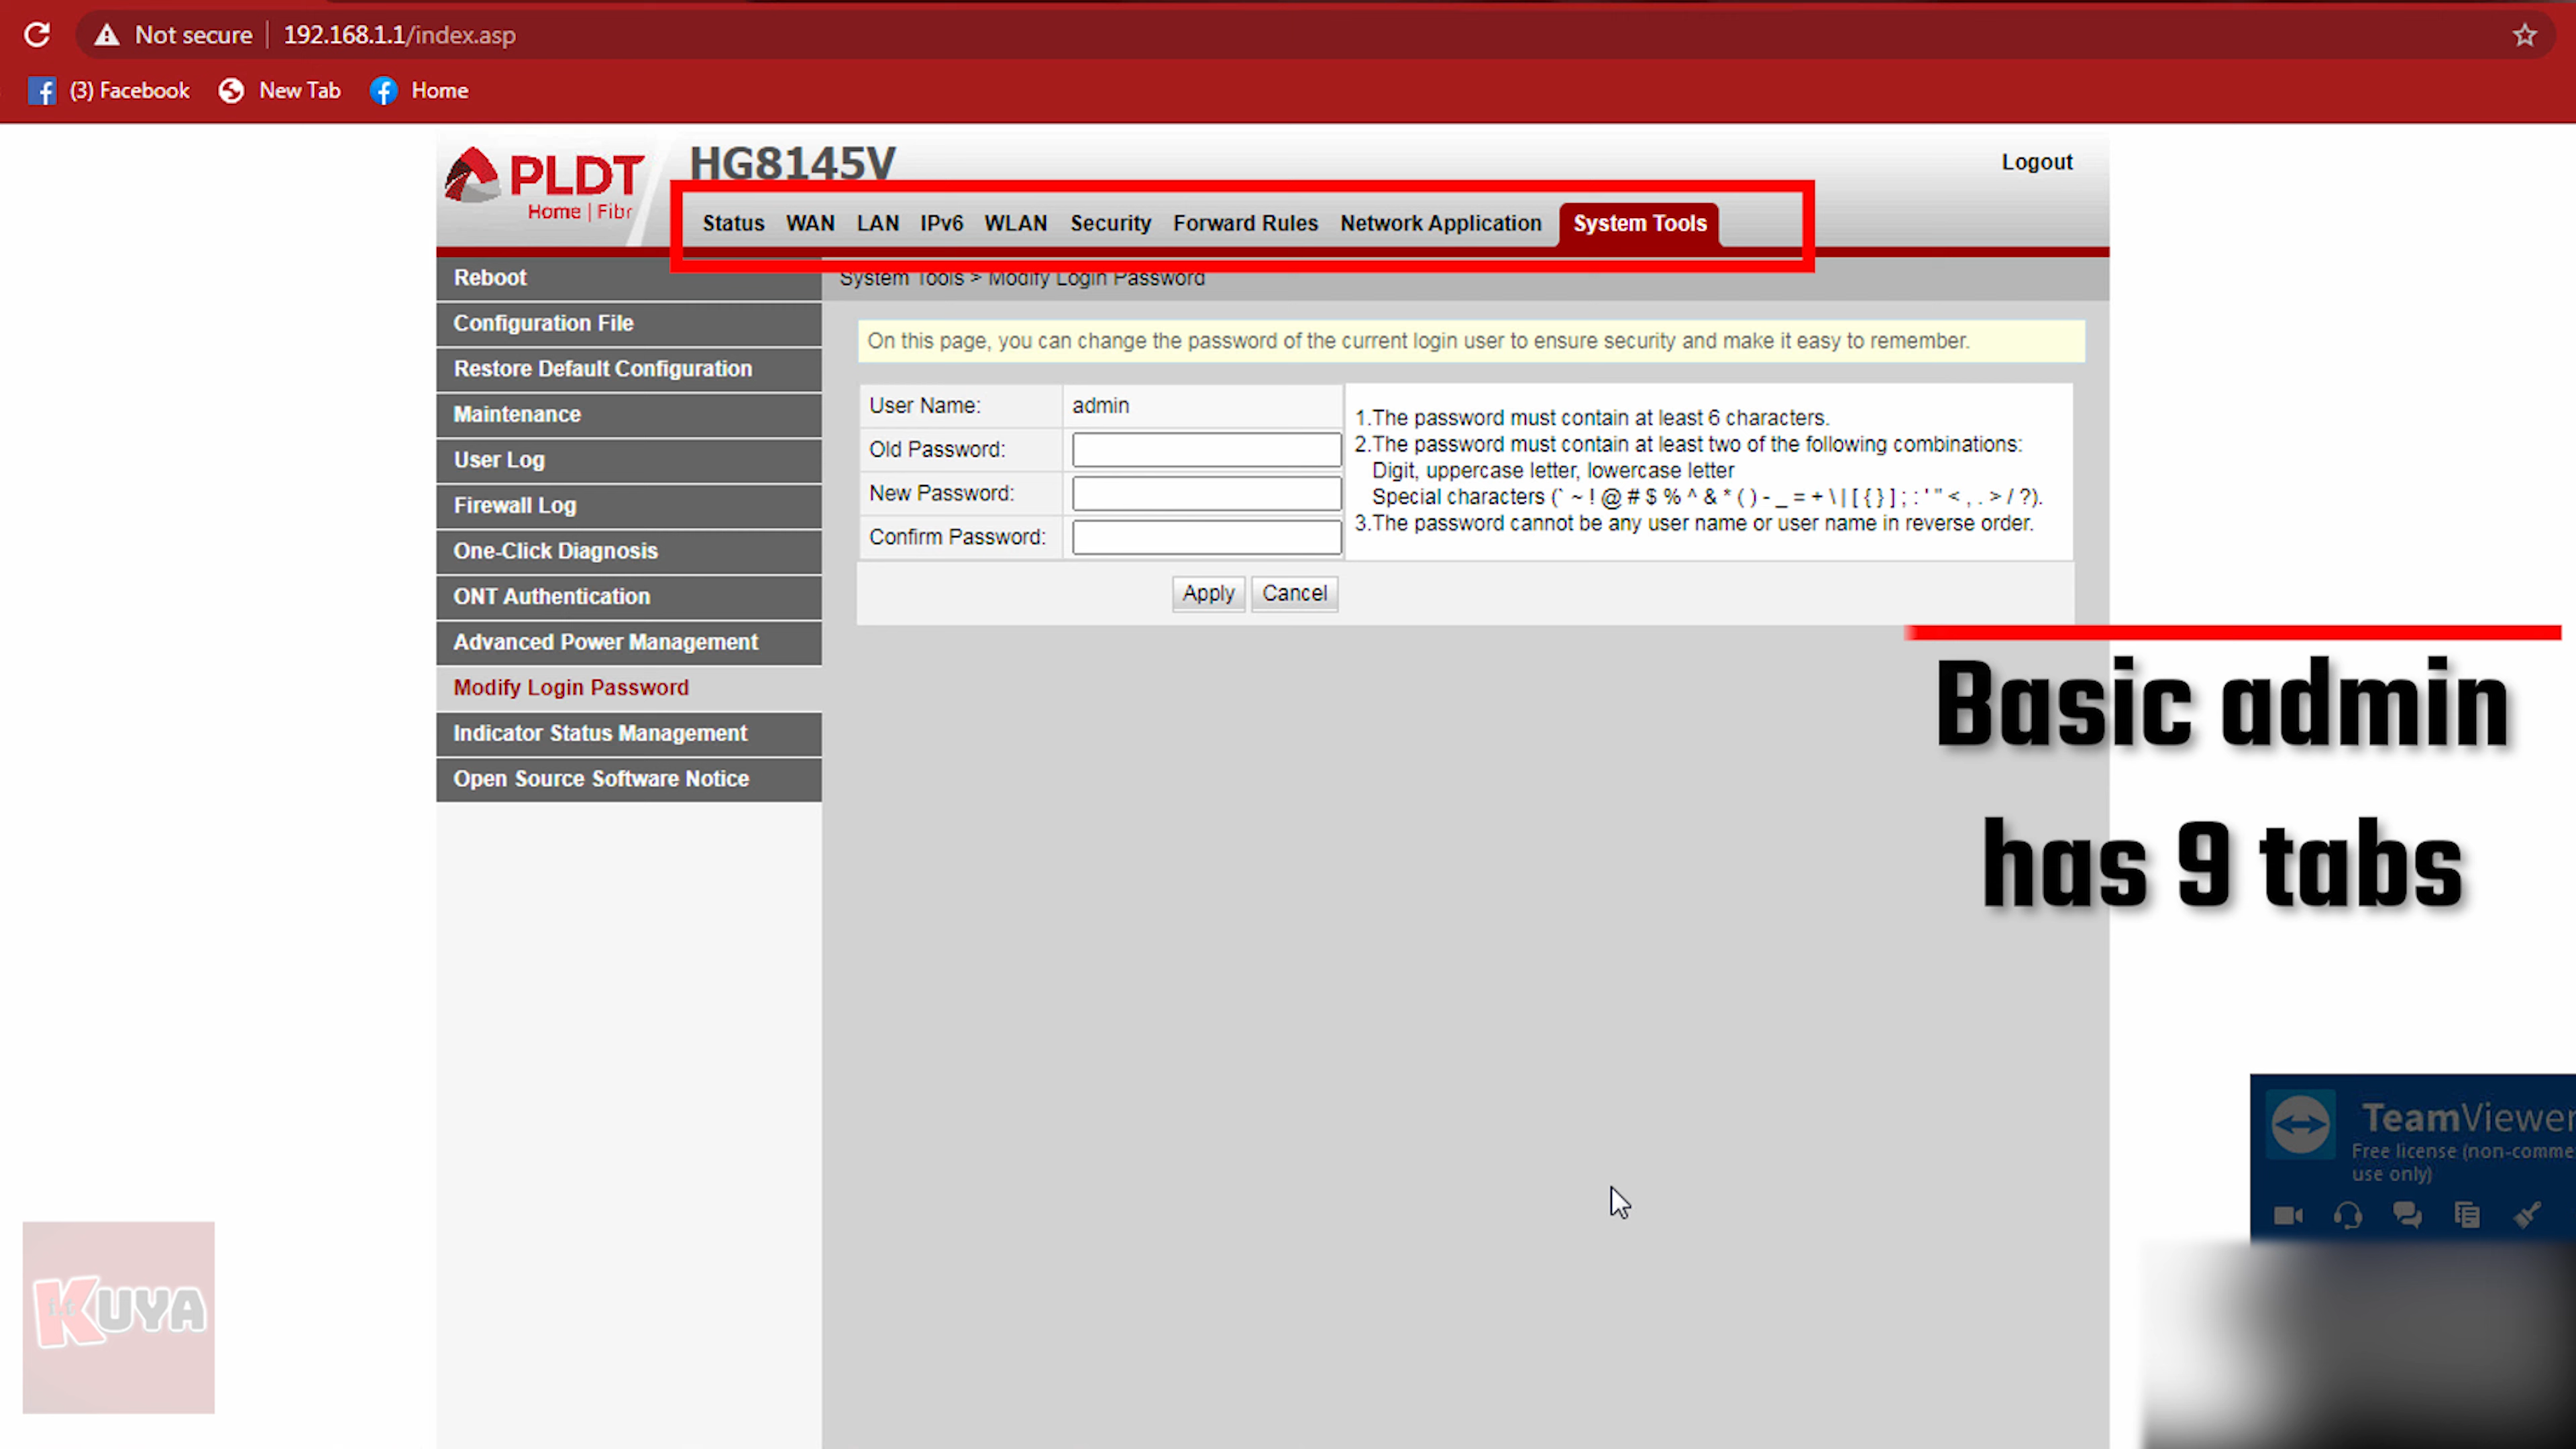 Not secure 192.168.1.1/index.asp
(3) Facebook New Tab Home
PLDT
Home | Fibr
HG8145V
Logout
Status WAN LAN IPv6 WLAN Security Forward Rules Network Application System Tools
Reboot
Configuration File
Restore Default Configuration
Maintenance
User Log
Firewall Log
One-Click Diagnosis
ONT Authentication
Advanced Power Management
Modify Login Password
Indicator Status Management
Open Source Software Notice
System Tools > Modify Login Password
On this page, you can change the password of the current login user to ensure security and make it easy to remember.
User Name: admin
Old Password:
New Password:
Confirm Password:
1.The password must contain at least 6 characters.
2.The password must contain at least two of the following combinations:
Digit, uppercase letter, lowercase letter
Special characters (` ~ ! @ # $ % ^ & * ( ) - _ = + \ | [ { } ] ; : ' " < , . > / ?).
3.The password cannot be any user name or user name in reverse order.
Apply Cancel
Basic admin
has 9 tabs
TeamViewer
Free license (non-comme
use only)
i.t KUYA